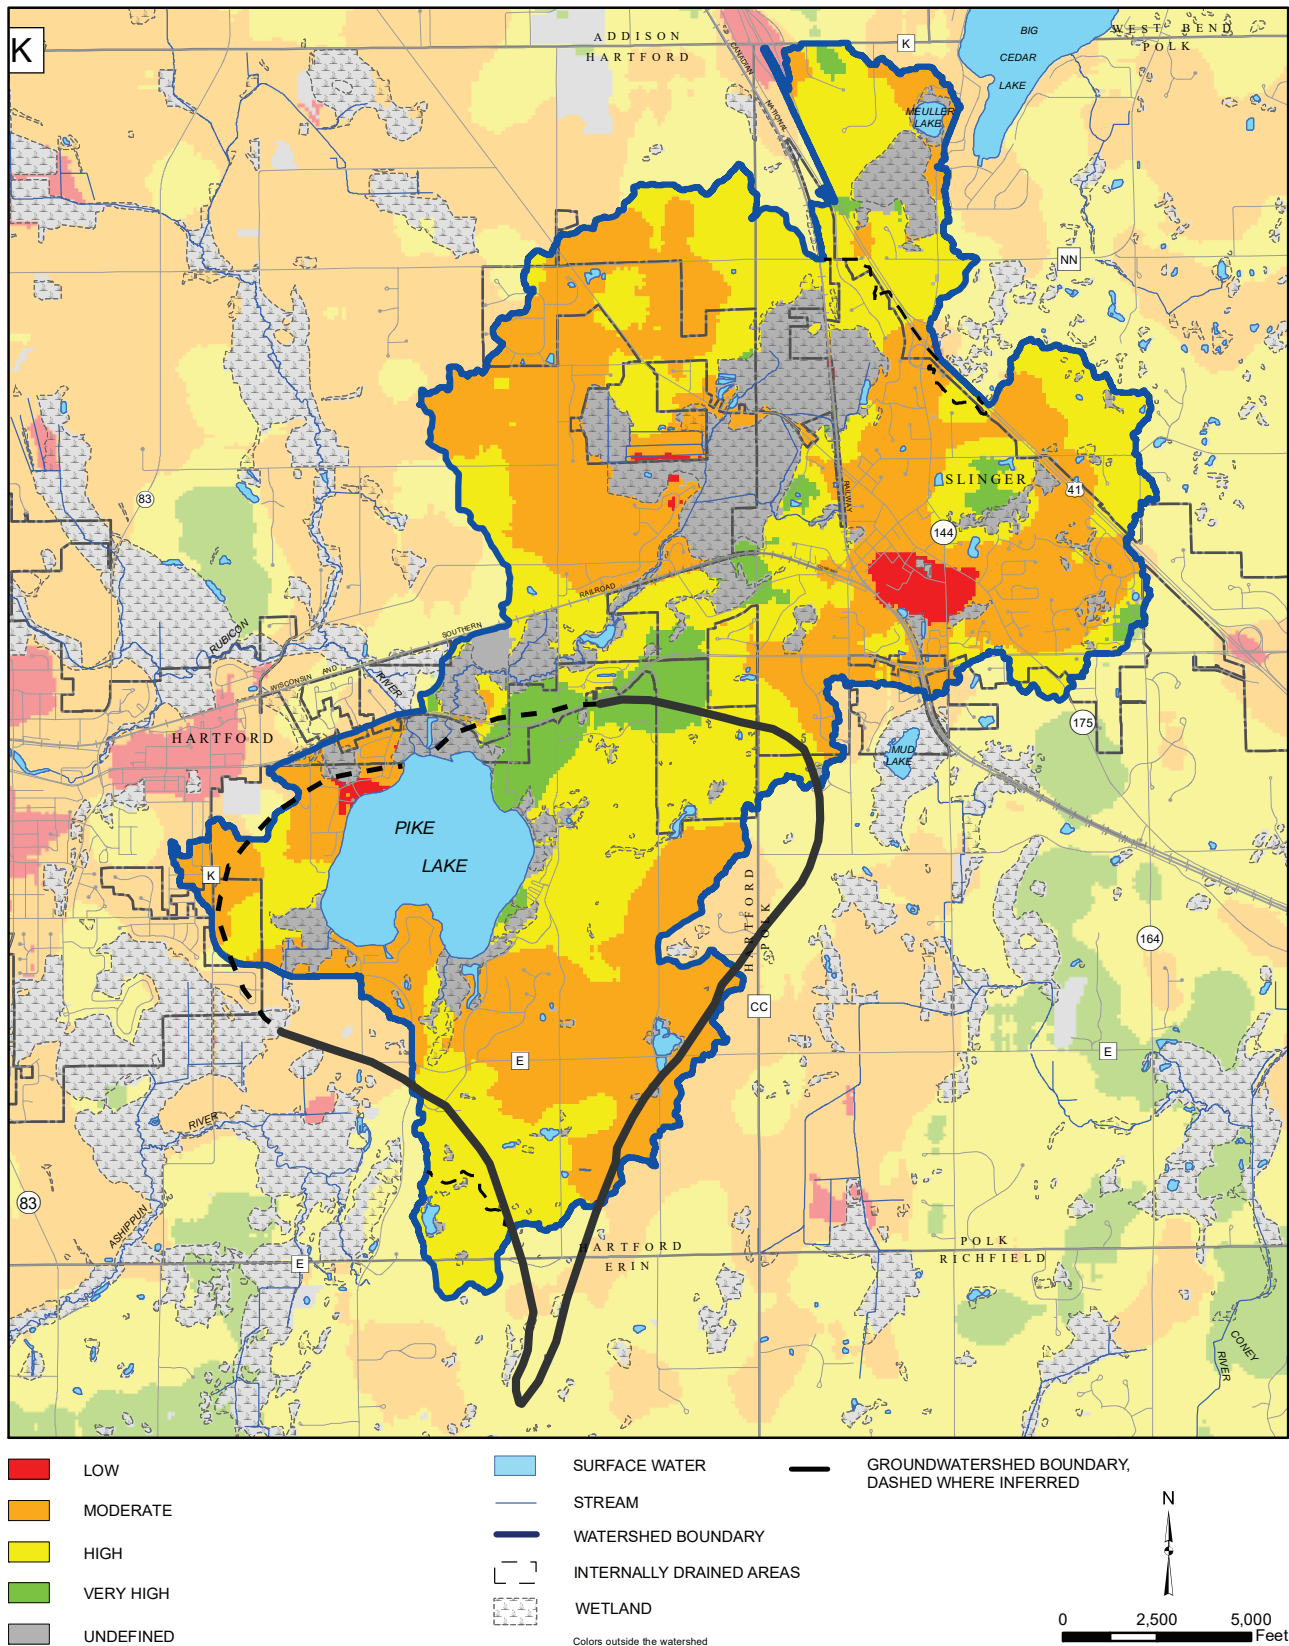 K
ADDISON
HARTFORD
K
BIG
CEDAR
LAKE
WEST BEND
POLK
CANADIAN
NATIONAL
MEULLER
LAKE
NN
83
SLINGER
41
RAILWAY
144
RAILROAD
SOUTHERN
AND
WISCONSIN
RUBICON
RIVER
HARTFORD
175
MUD
LAKE
PIKE
LAKE
K
HARTFORD
POLK
164
CC
E
E
RIVER
ASHIPPUN
83
E
HARTFORD
ERIN
POLK
RICHFIELD
CONEY
RIVER
LOW
MODERATE
HIGH
VERY HIGH
UNDEFINED
SURFACE WATER
STREAM
WATERSHED BOUNDARY
INTERNALLY DRAINED AREAS
WETLAND
Colors outside the watershed
GROUNDWATERSHED BOUNDARY,
DASHED WHERE INFERRED
N
0 2,500 5,000
Feet